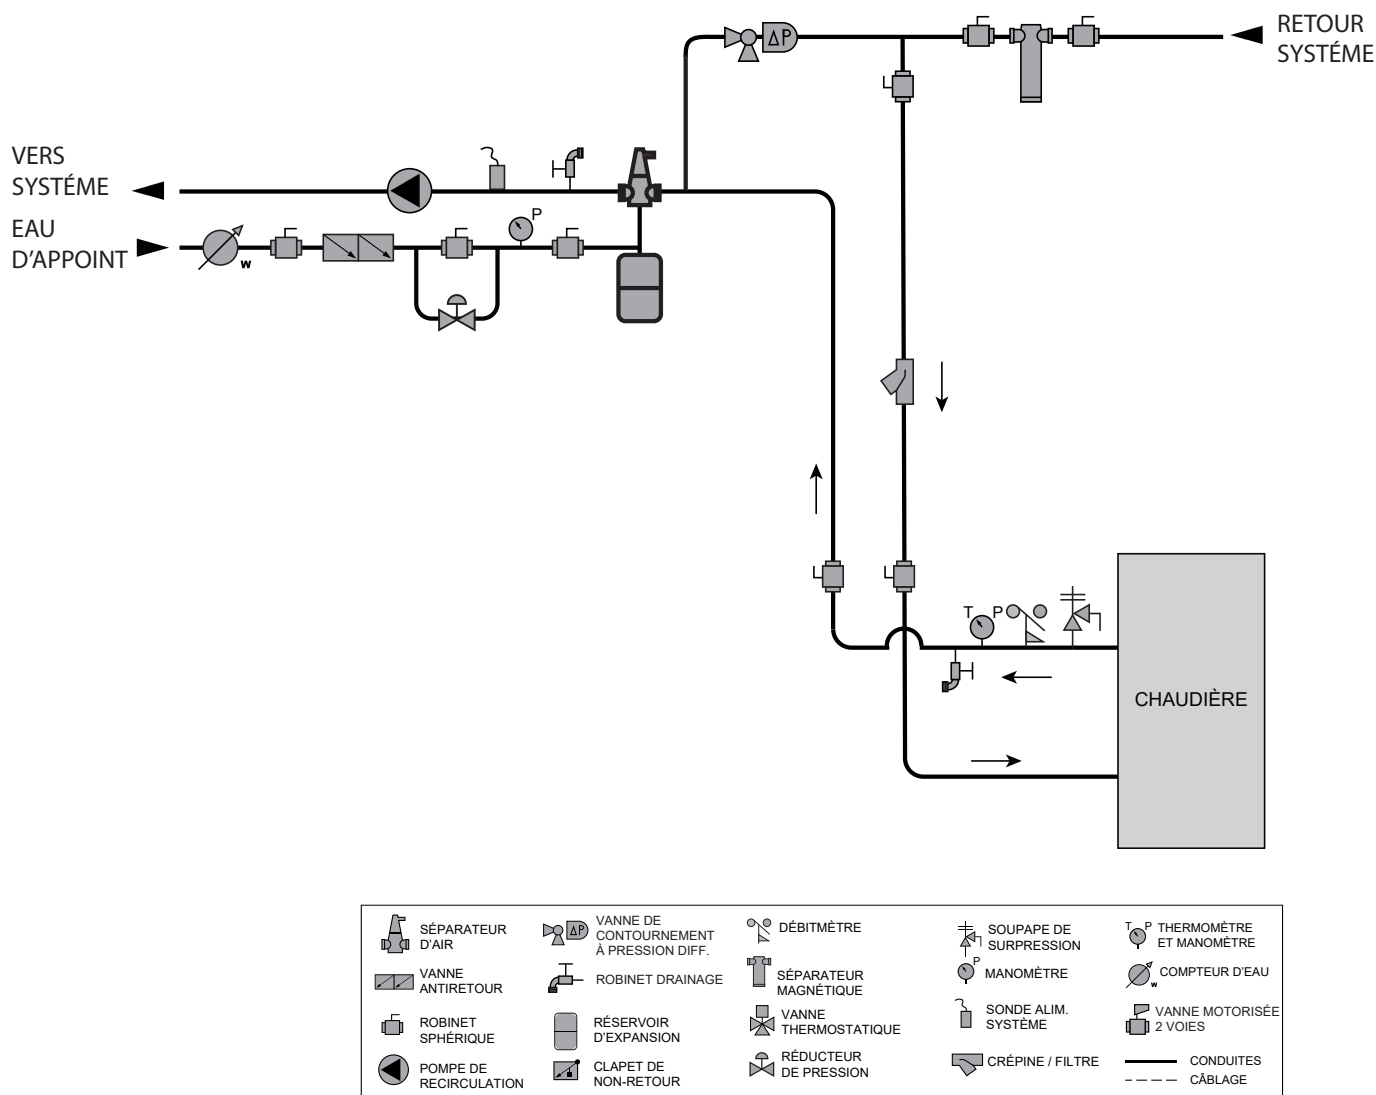 RETOUR
SYSTÉME
ΔP
VERS
SYSTÉME
P
EAU
D'APPOINT
w
T P
CHAUDIÈRE
SÉPARATEUR
D'AIR
ΔP
VANNE DE
CONTOURNEMENT
À PRESSION DIFF.
DÉBITMÈTRE
SOUPAPE DE
SURPRESSION
T P
THERMOMÈTRE
ET MANOMÈTRE
VANNE
ANTIRETOUR
ROBINET DRAINAGE
SÉPARATEUR
MAGNÉTIQUE
P
MANOMÈTRE
w
COMPTEUR D'EAU
ROBINET
SPHÉRIQUE
RÉSERVOIR
D'EXPANSION
VANNE
THERMOSTATIQUE
SONDE ALIM.
SYSTÈME
VANNE MOTORISÉE
2 VOIES
POMPE DE
RECIRCULATION
CLAPET DE
NON-RETOUR
RÉDUCTEUR
DE PRESSION
CRÉPINE / FILTRE
CONDUITES
CÂBLAGE